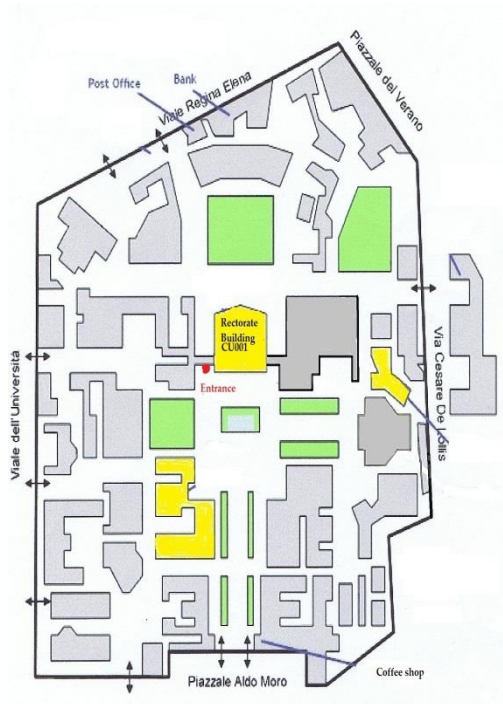 Piazzale del Verano
Bank
Post Office
Viale Regina Elena
Rectorate
Building
CU001
Entrance
Via Cesare De Lollis
Viale dell'Università
Coffee shop
Piazzale Aldo Moro